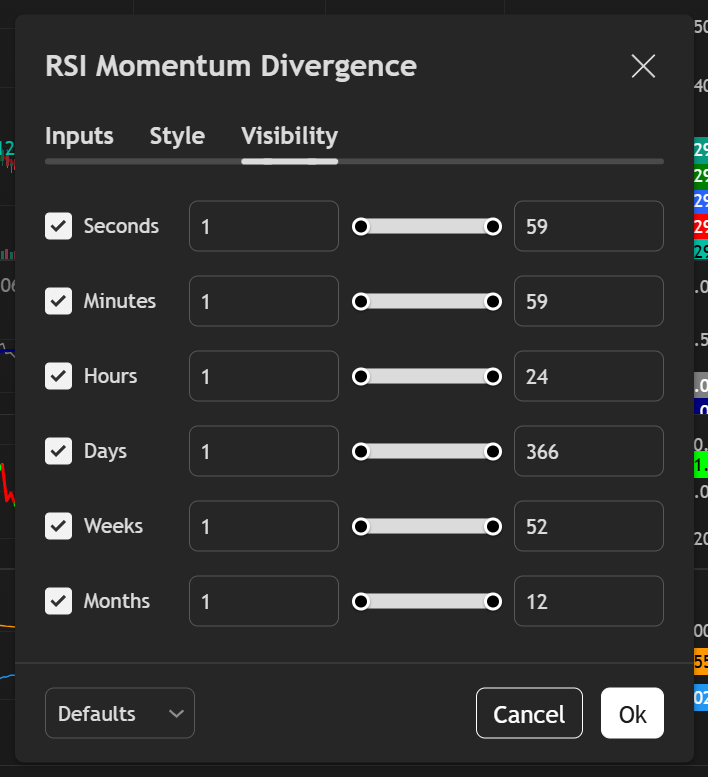 RSI Momentum Divergence
Inputs Style Visibility
Seconds 1 59
Minutes 1 59
Hours 1 24
Days 1 366
Weeks 1 52
Months 1 12
Defaults Cancel Ok